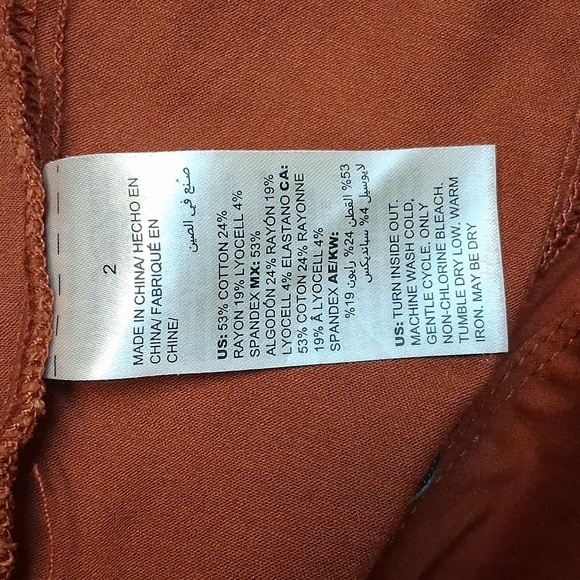 2
MADE IN CHINA/ HECHO EN
CHINA/ FABRIQUÉ EN
CHINE/
صنع في الصين
US: 53% COTTON 24%
RAYON 19% LYOCELL 4%
SPANDEX MX: 53%
ALGODÓN 24% RAYÓN 19%
LYOCELL 4% ELASTANO CA:
53% COTON 24% RAYONNE
19% Â LYOCELL 4%
SPANDEX AE/KW:
53% القطن 24% رايون 19%
لايوسيل 4% سباندیکس
US: TURN INSIDE OUT.
MACHINE WASH COLD,
GENTLE CYCLE. ONLY
NON-CHLORINE BLEACH.
TUMBLE DRY LOW. WARM
IRON. MAY BE DRY